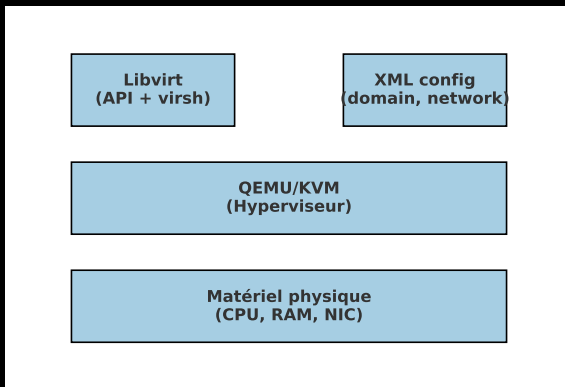 Libvirt
(API + virsh)
XML config
(domain, network)
QEMU/KVM
(Hyperviseur)
Matériel physique
(CPU, RAM, NIC)